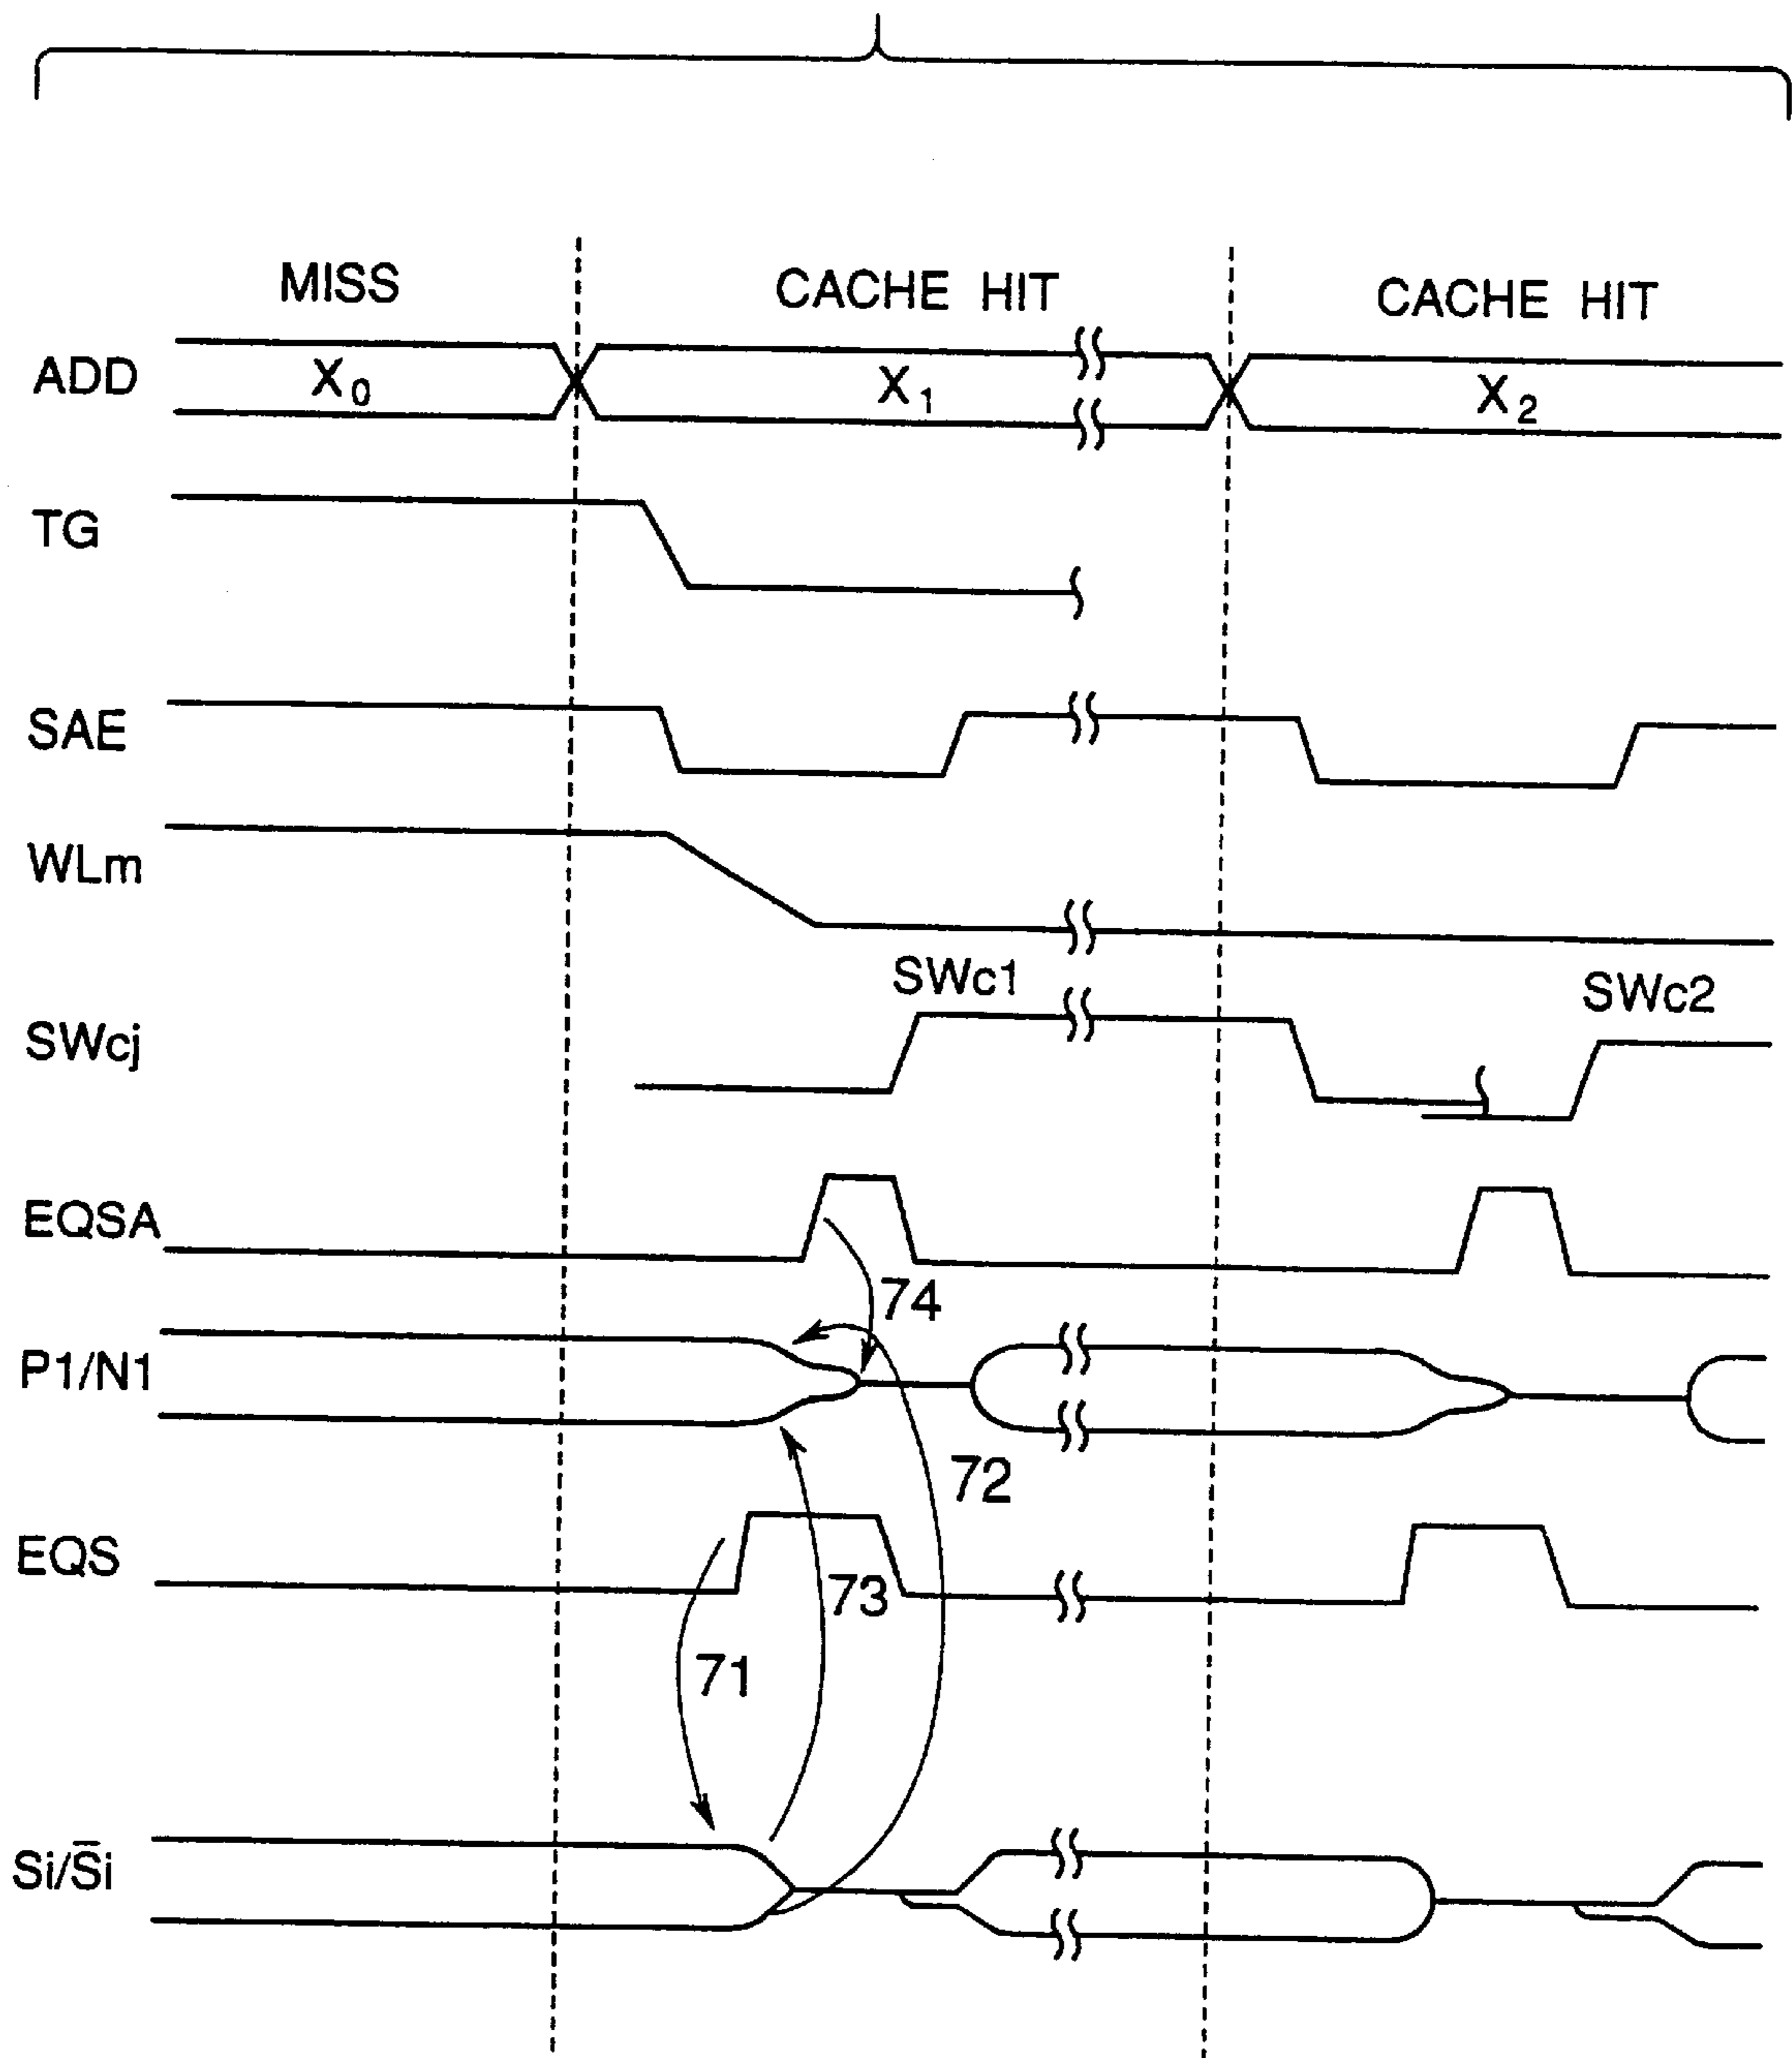 MISS CACHE HIT CACHE HIT
ADD X₀ X₁ X₂
TG
SAE
WLm
SWc1 SWc2
SWcj
EQSA
74
P1/N1
72
EQS
73
71
Si/S̅i